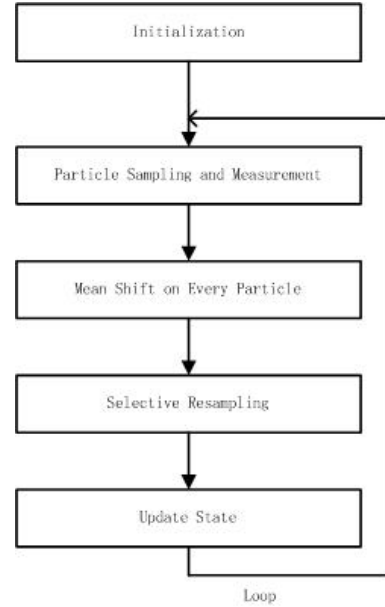 Initialization
Particle Sampling and Measurement
Mean Shift on Every Particle
Selective Resampling
Update State
Loop